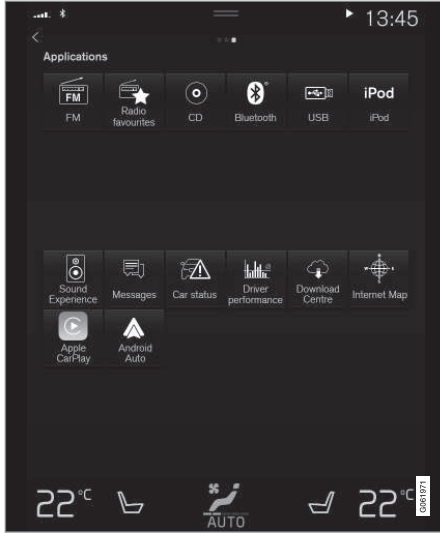 13:45
Applications
FM
iPod
FM
Radio
favourites
CD
Bluetooth
USB
iPod
Sound
Experience
Messages
Car status
Driver
performance
Download
Centre
Internet Map
Apple
CarPlay
Android
Auto
22°C
AUTO
22°C
G061971